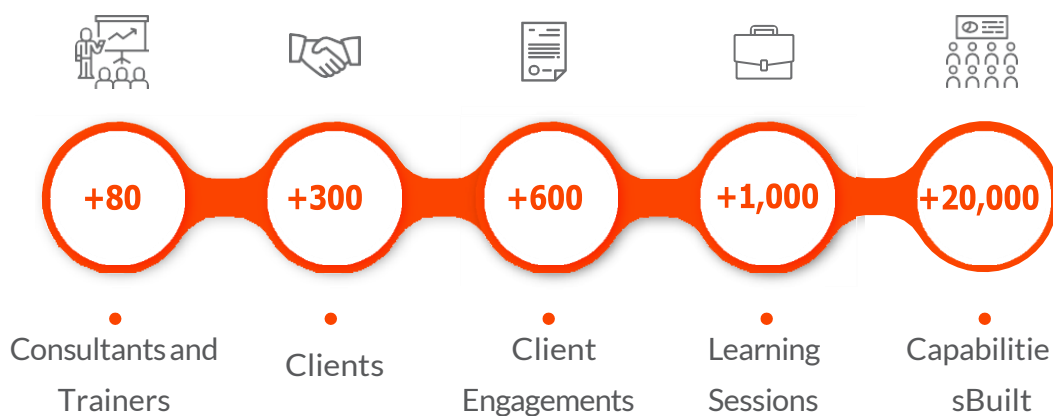 +80
+300
+600
+1,000
+20,000
Consultants and
Trainers
Clients
Client
Engagements
Learning
Sessions
Capabilitie
sBuilt